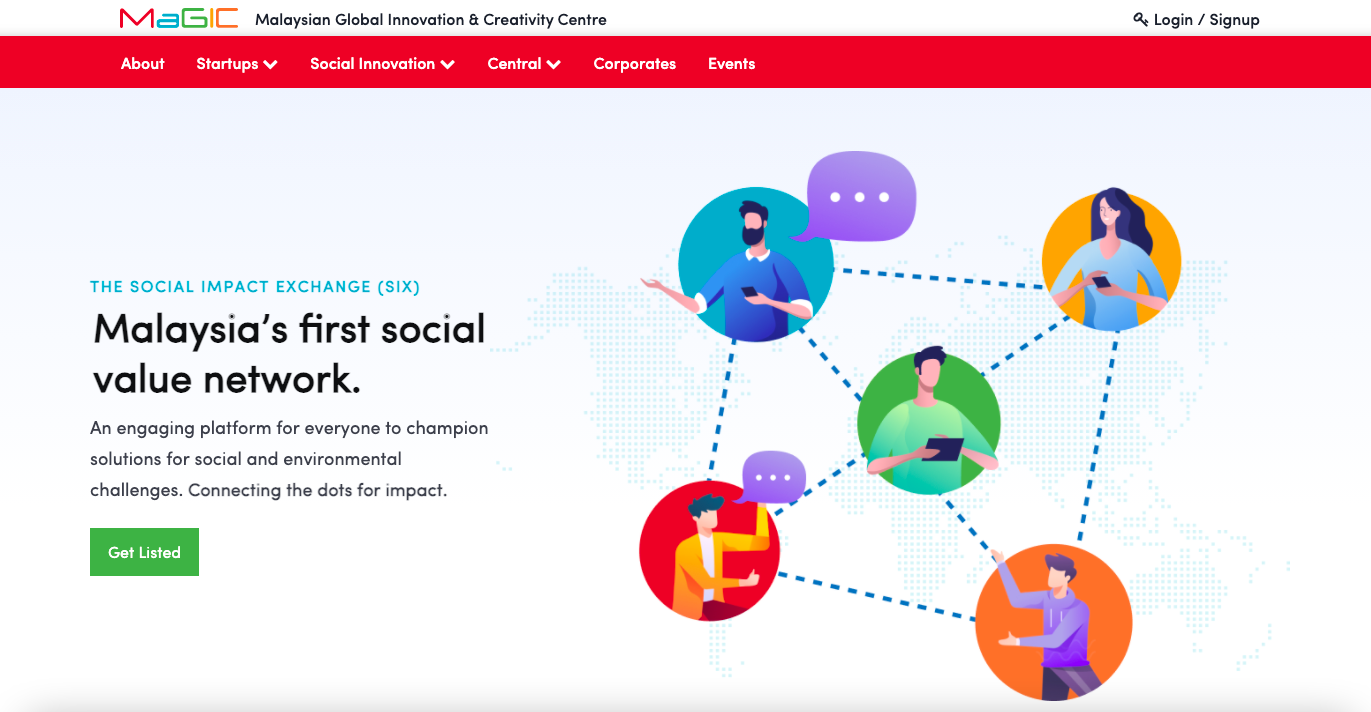 MaGIC Malaysian Global Innovation & Creativity Centre
Login / Signup
About Startups Social Innovation Central Corporates Events
THE SOCIAL IMPACT EXCHANGE (SIX)
Malaysia’s first social
value network.
An engaging platform for everyone to champion
solutions for social and environmental
challenges. Connecting the dots for impact.
Get Listed